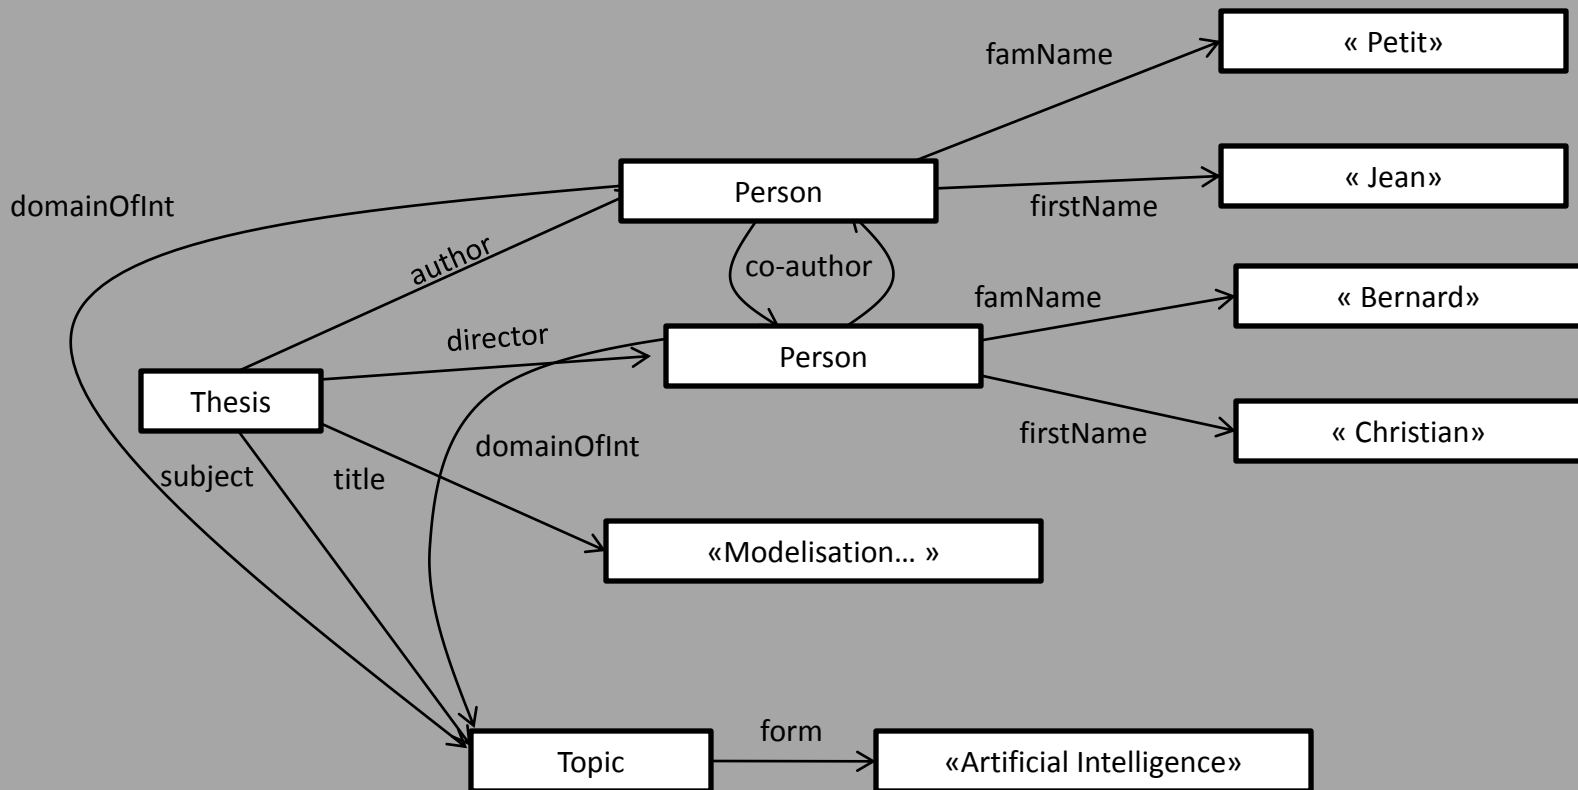 famName
« Petit»
Person
« Jean»
domainOfInt
firstName
author
co-author
famName
« Bernard»
director
Person
Thesis
firstName
« Christian»
domainOfInt
subject
title
«Modelisation... »
form
Topic
«Artificial Intelligence»